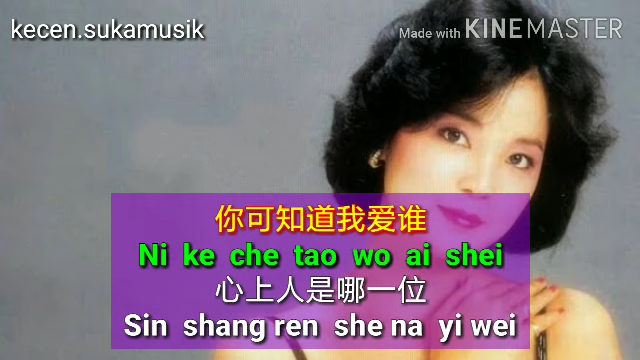 kecen.sukamusik
Made with KINEMASTER
你可知道我爱谁
Ni ke che tao wo ai shei
心上人是哪一位
Sin shang ren she na yi wei